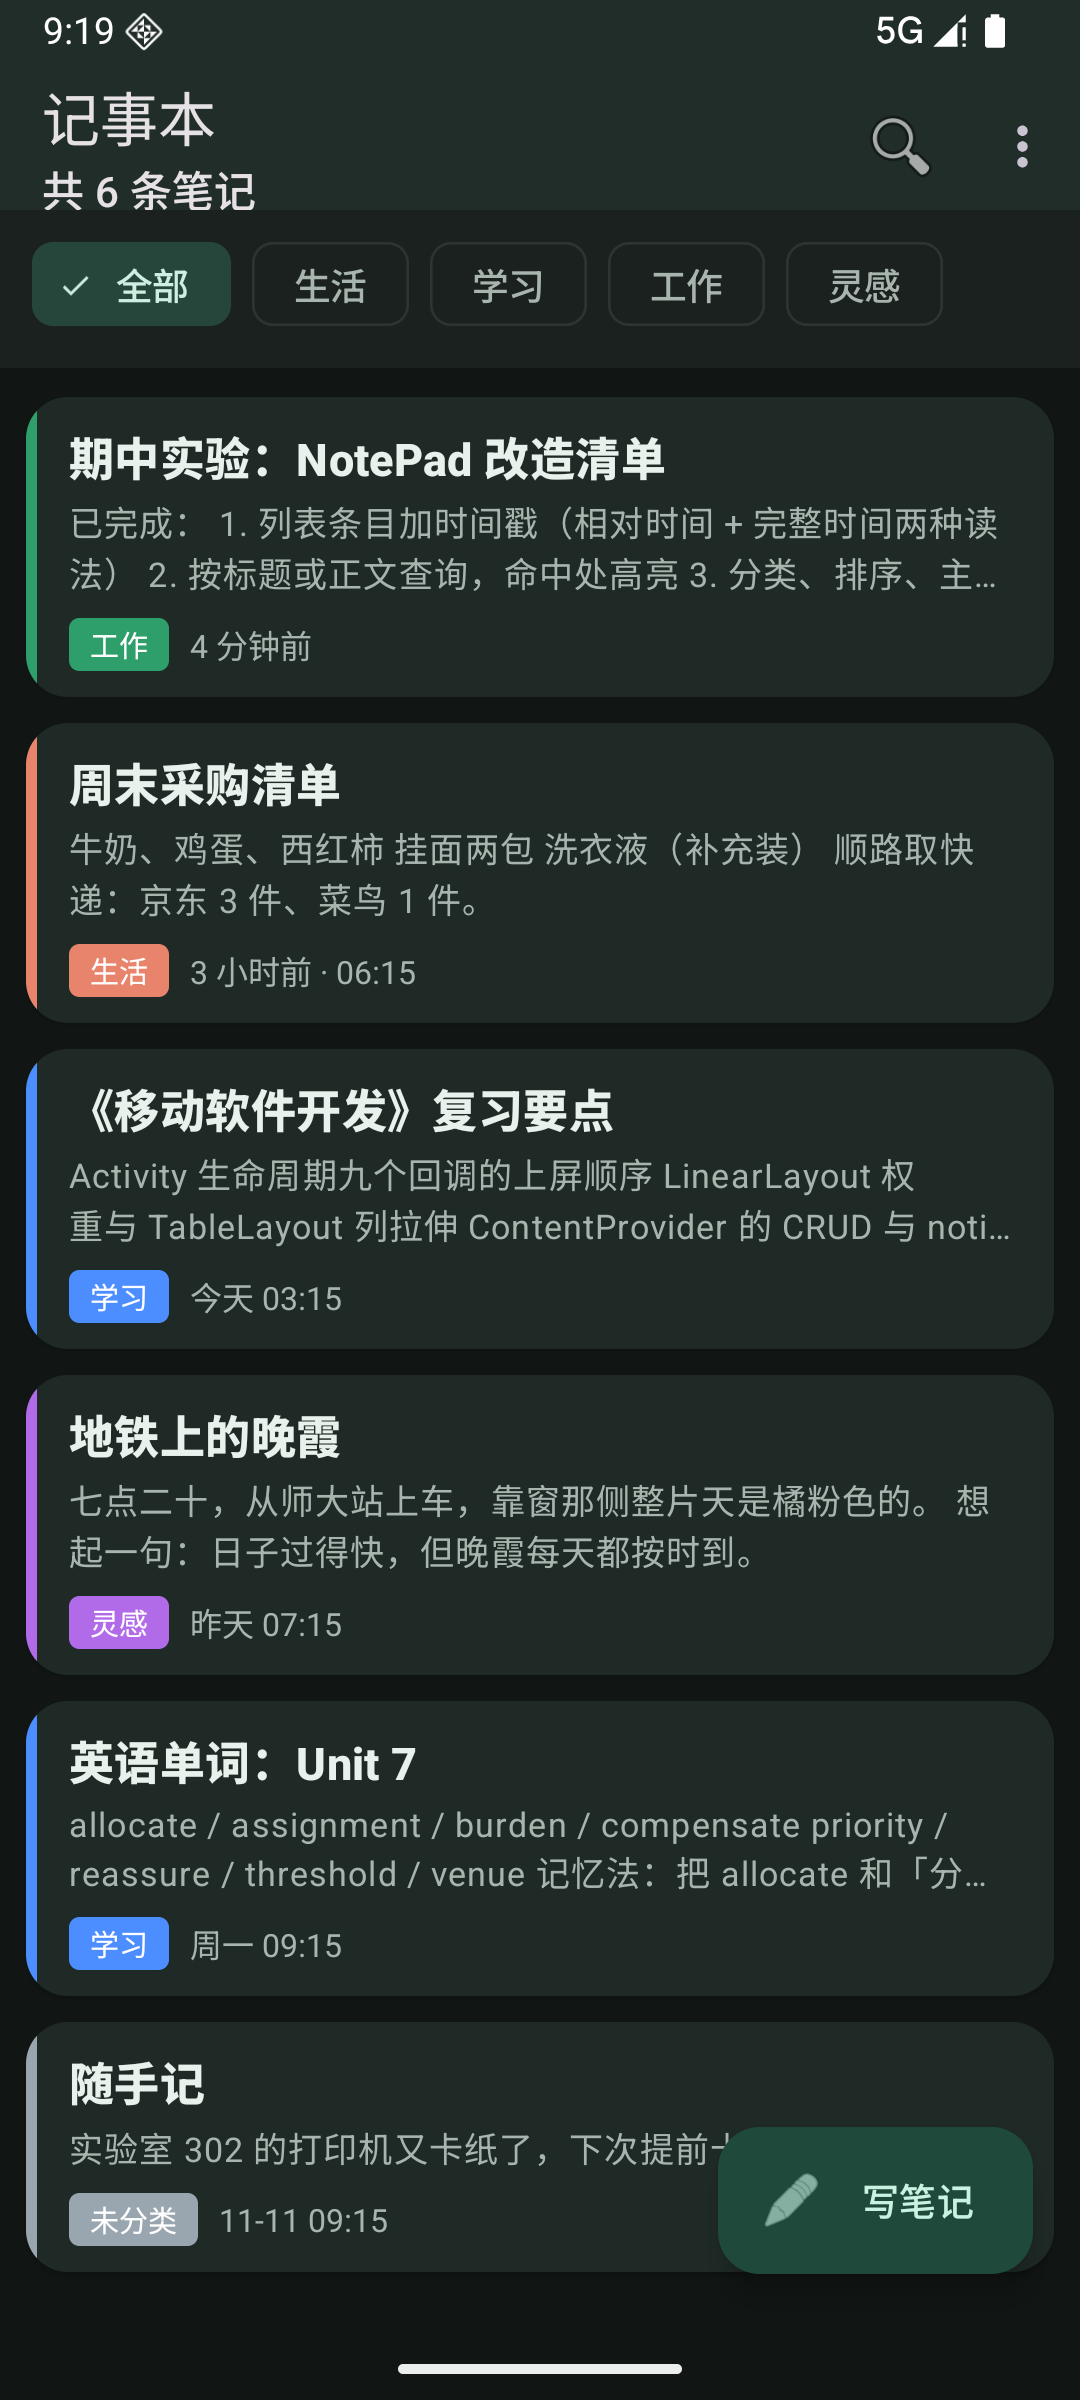 9:19
5G
记事本
共 6 条笔记
全部
生活
学习
工作
灵感
期中实验：NotePad 改造清单
已完成： 1. 列表条目加时间戳（相对时间 + 完整时间两种读
法） 2. 按标题或正文查询，命中处高亮 3. 分类、排序、主…
工作
4 分钟前
周末采购清单
牛奶、鸡蛋、西红柿 挂面两包 洗衣液（补充装） 顺路取快
递：京东 3 件、菜鸟 1 件。
生活
3 小时前 · 06:15
《移动软件开发》复习要点
Activity 生命周期九个回调的上屏顺序 LinearLayout 权
重与 TableLayout 列拉伸 ContentProvider 的 CRUD 与 noti…
学习
今天 03:15
地铁上的晚霞
七点二十，从师大站上车，靠窗那侧整片天是橘粉色的。 想
起一句：日子过得快，但晚霞每天都按时到。
灵感
昨天 07:15
英语单词：Unit 7
allocate / assignment / burden / compensate priority /
reassure / threshold / venue 记忆法：把 allocate 和「分…
学习
周一 09:15
随手记
实验室 302 的打印机又卡纸了，下次提前
未分类
11-11 09:15
写笔记